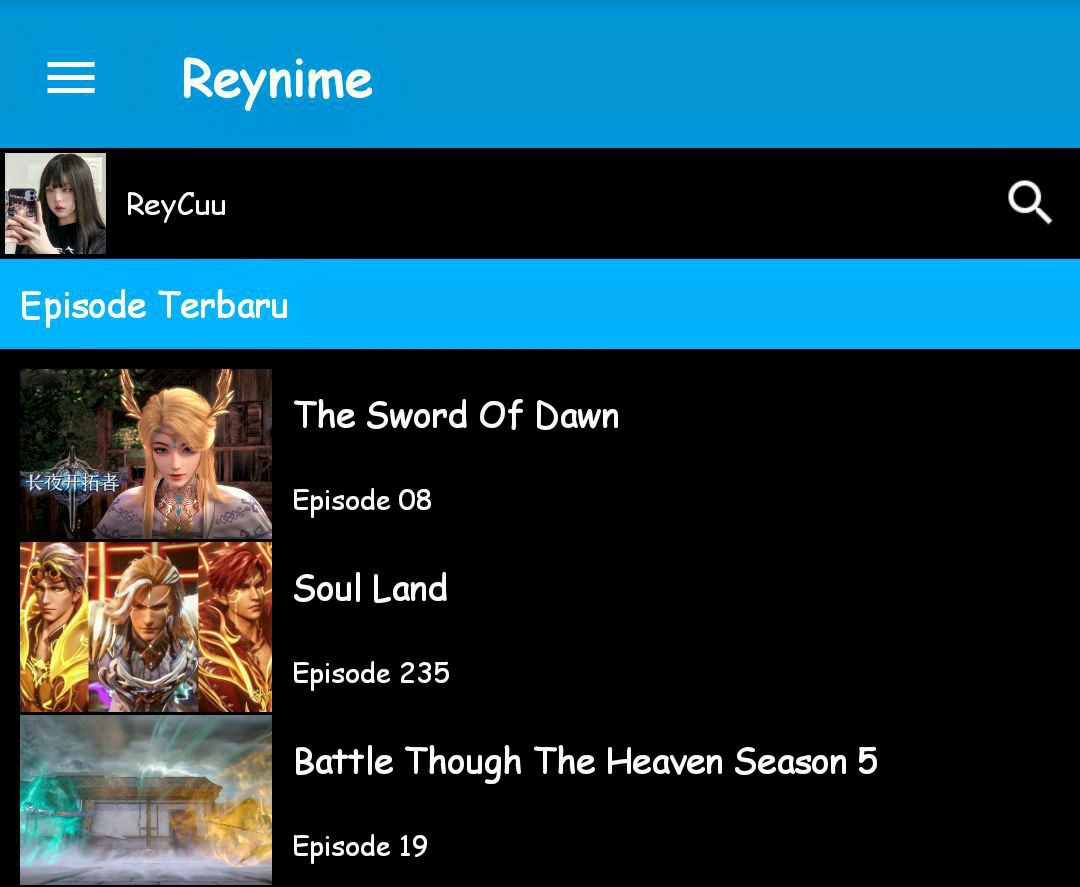 Reynime
ReyCuu
Episode Terbaru
长夜开拓者
The Sword Of Dawn
Episode 08
Soul Land
Episode 235
Battle Though The Heaven Season 5
Episode 19